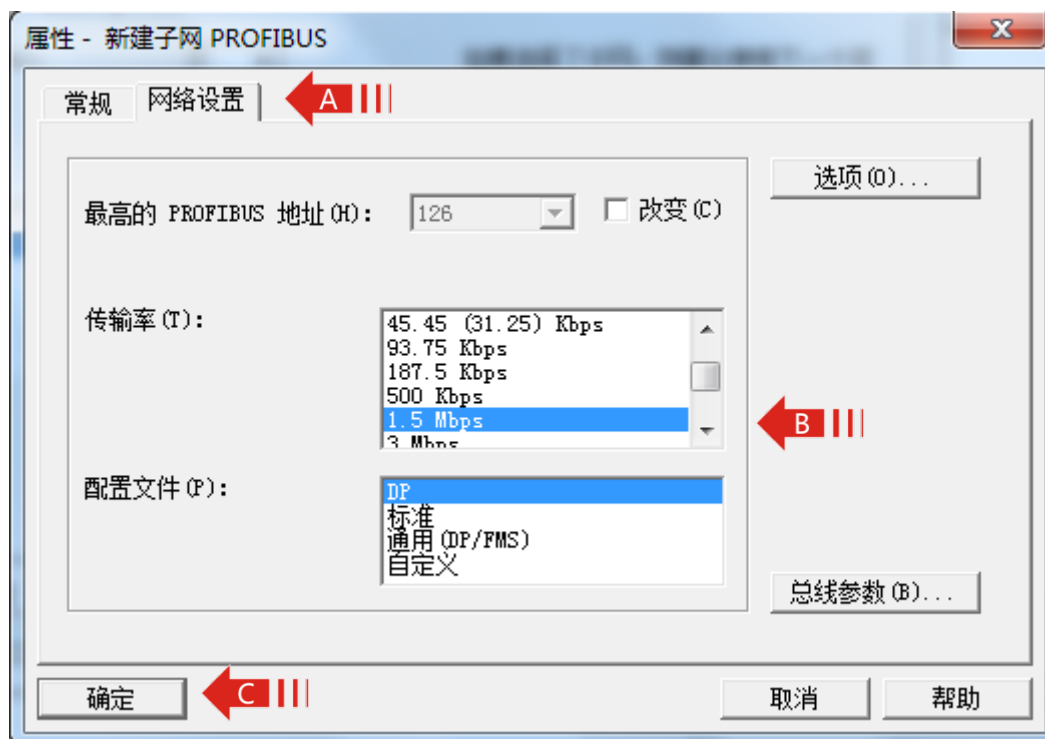 属性 - 新建子网 PROFIBUS
常规
网络设置
A
最高的 PROFIBUS 地址(H):
126
改变(C)
选项(O)...
传输率(T):
45.45 (31.25) Kbps
93.75 Kbps
187.5 Kbps
500 Kbps
1.5 Mbps
3 Mbps
B
配置文件(P):
DP
标准
通用(DP/FMS)
自定义
总线参数(B)...
确定
C
取消
帮助